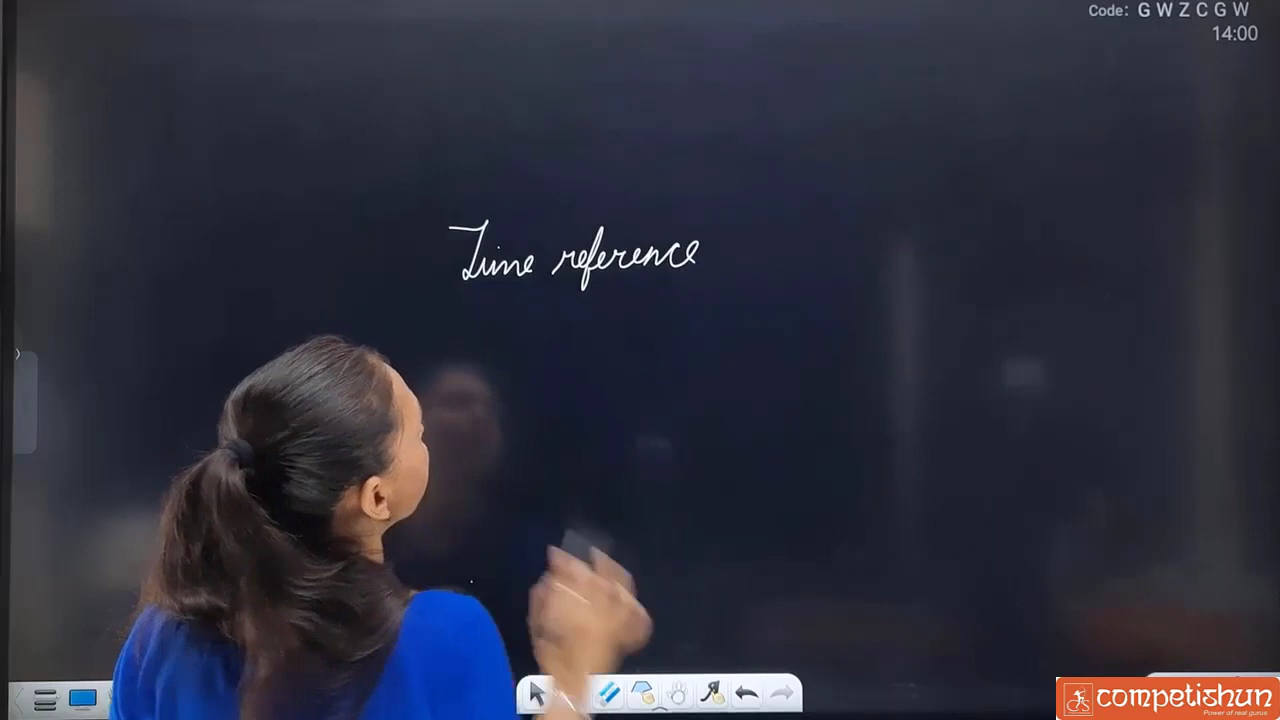 Code: G W Z C G W
14:00
Time reference
competishun
Power of real gurus